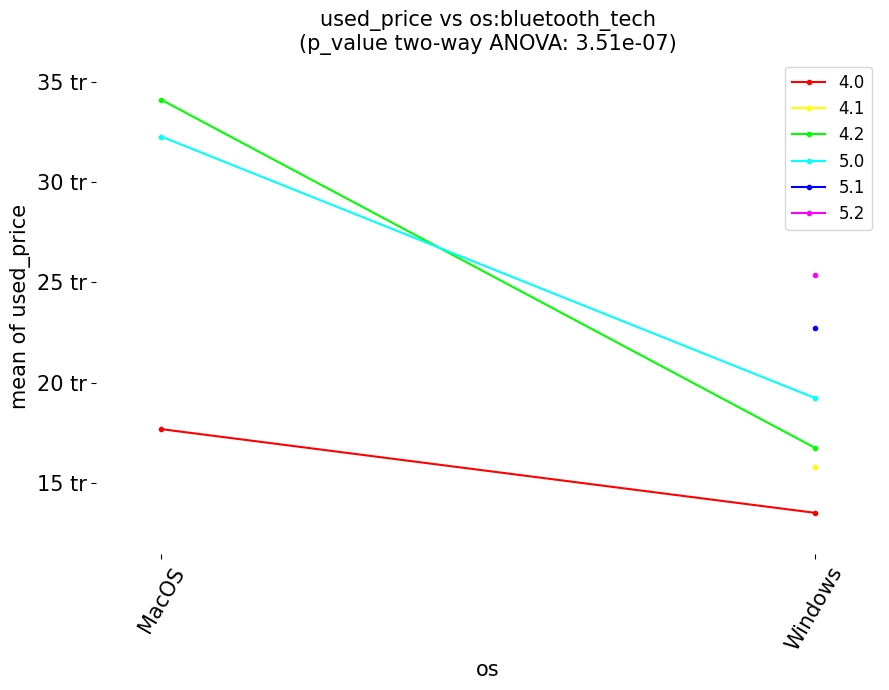 used_price vs os:bluetooth_tech
(p_value two-way ANOVA: 3.51e-07)
35 tr
30 tr
25 tr
20 tr
15 tr
mean of used_price
4.0
4.1
4.2
5.0
5.1
5.2
MacOS
Windows
os